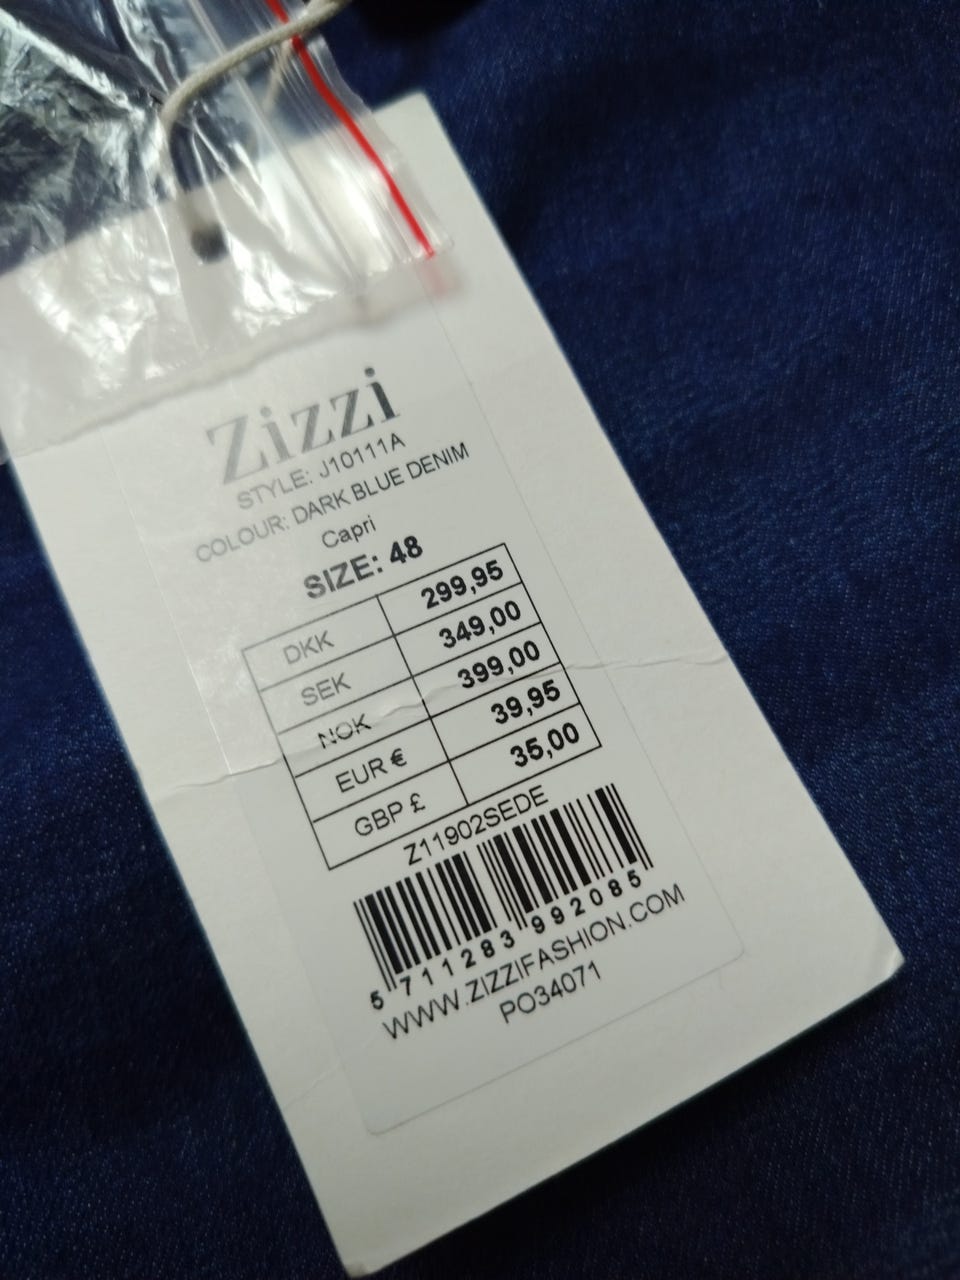 Zizzi
STYLE: J10111A
COLOUR: DARK BLUE DENIM
Capri
SIZE: 48
DKK 299,95
SEK 349,00
NOK 399,00
EUR € 39,95
GBP £ 35,00
Z11902SEDE
5 711283 992085
WWW.ZIZZIFASHION.COM
PO34071